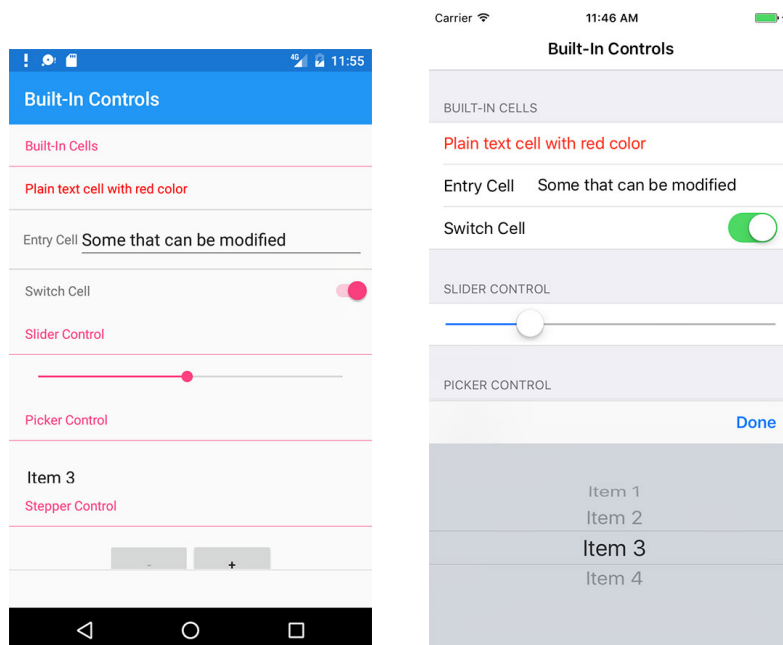 11:55
Built-In Controls
Built-In Cells
Plain text cell with red color
Entry Cell Some that can be modified
Switch Cell
Slider Control
Picker Control
Item 3
Stepper Control
- +
Carrier 11:46 AM
Built-In Controls
BUILT-IN CELLS
Plain text cell with red color
Entry Cell Some that can be modified
Switch Cell
SLIDER CONTROL
PICKER CONTROL
Done
Item 1
Item 2
Item 3
Item 4